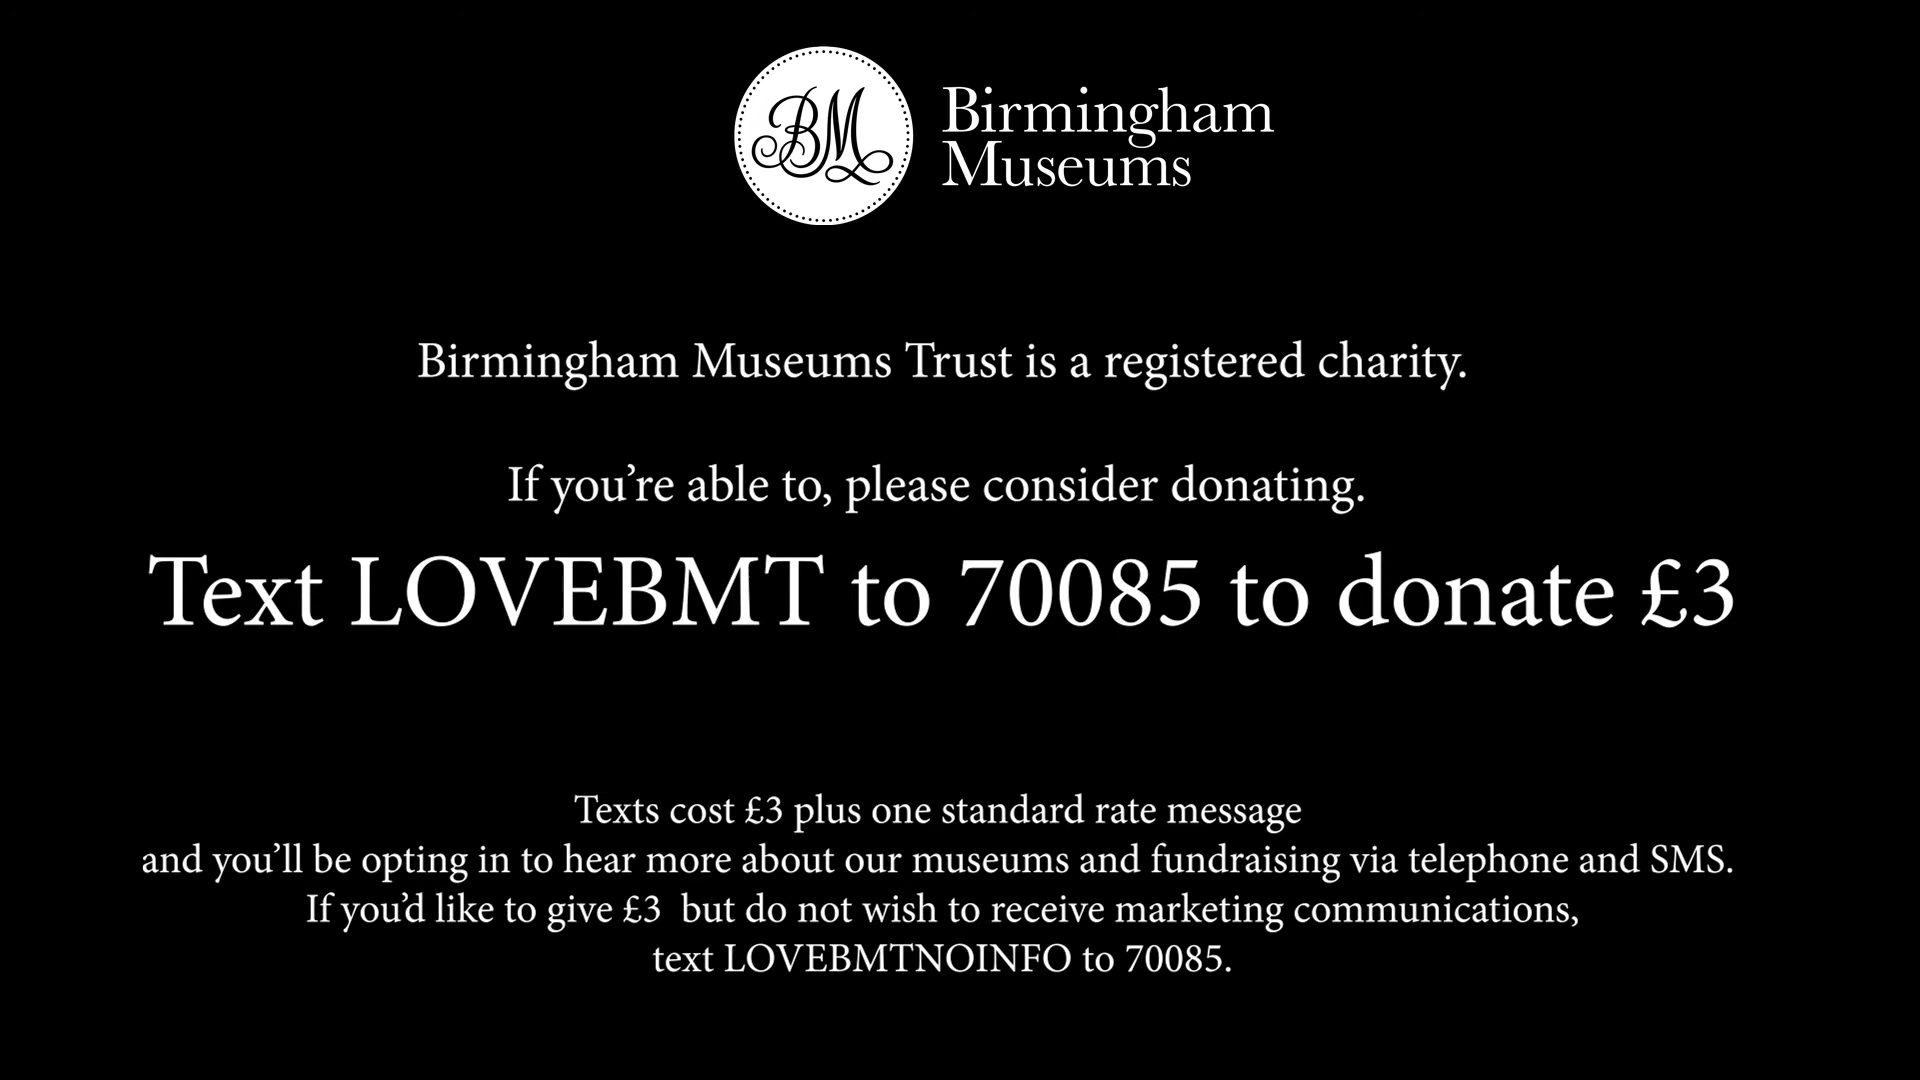 BM
Birmingham
Museums
Birmingham Museums Trust is a registered charity.
If you’re able to, please consider donating.
Text LOVEBMT to 70085 to donate £3
Texts cost £3 plus one standard rate message
and you’ll be opting in to hear more about our museums and fundraising via telephone and SMS.
If you’d like to give £3  but do not wish to receive marketing communications,
text LOVEBMTNOINFO to 70085.